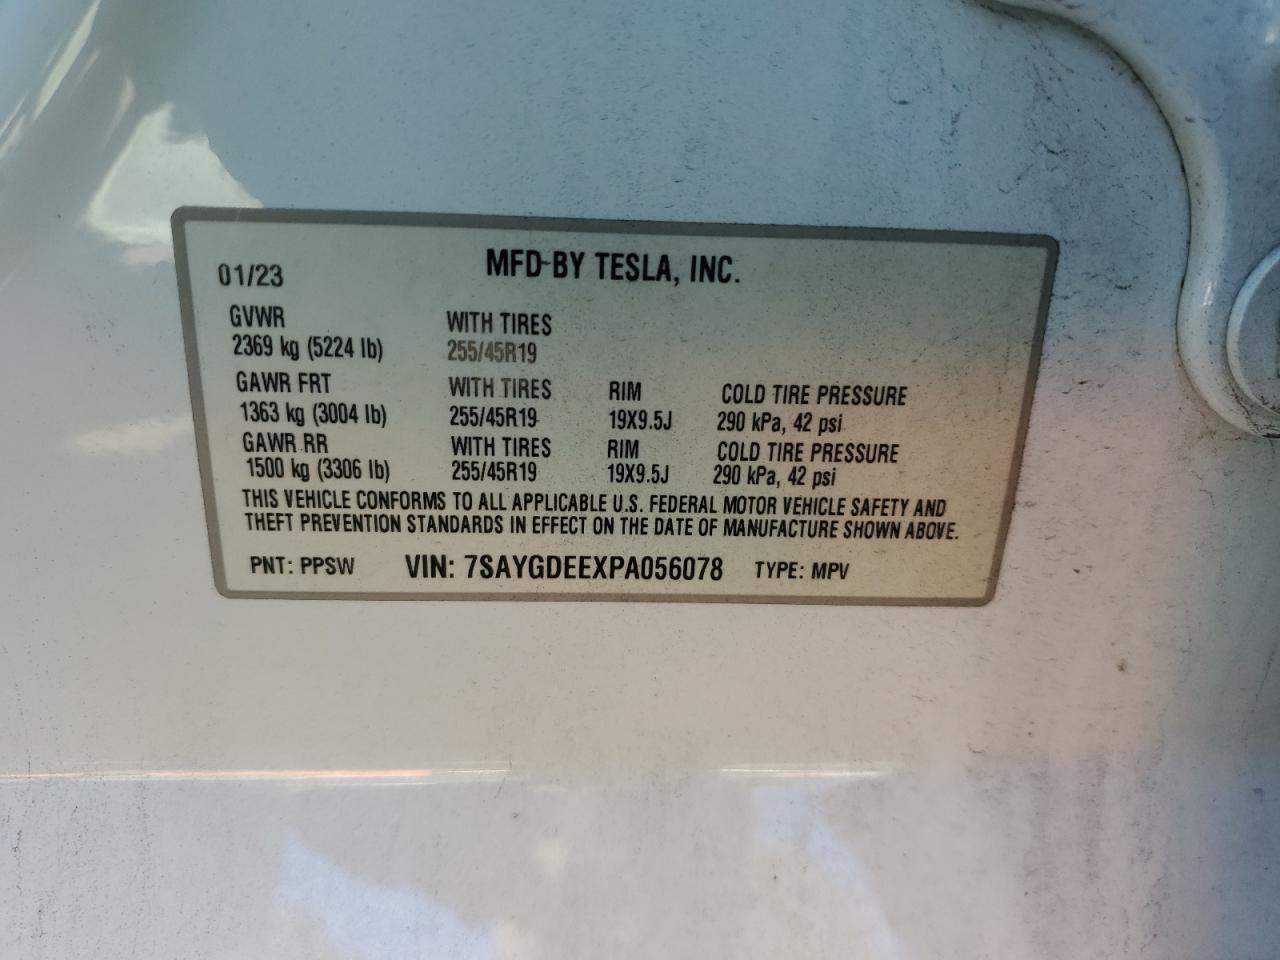 01/23 MFD BY TESLA, INC.
GVWR WITH TIRES
2369 kg (5224 lb) 255/45R19
GAWR FRT WITH TIRES RIM COLD TIRE PRESSURE
1363 kg (3004 lb) 255/45R19 19X9.5J 290 kPa, 42 psi
GAWR RR WITH TIRES RIM COLD TIRE PRESSURE
1500 kg (3306 lb) 255/45R19 19X9.5J 290 kPa, 42 psi
THIS VEHICLE CONFORMS TO ALL APPLICABLE U.S. FEDERAL MOTOR VEHICLE SAFETY AND
THEFT PREVENTION STANDARDS IN EFFECT ON THE DATE OF MANUFACTURE SHOWN ABOVE.
PNT: PPSW VIN: 7SAYGDEEXPA056078 TYPE: MPV